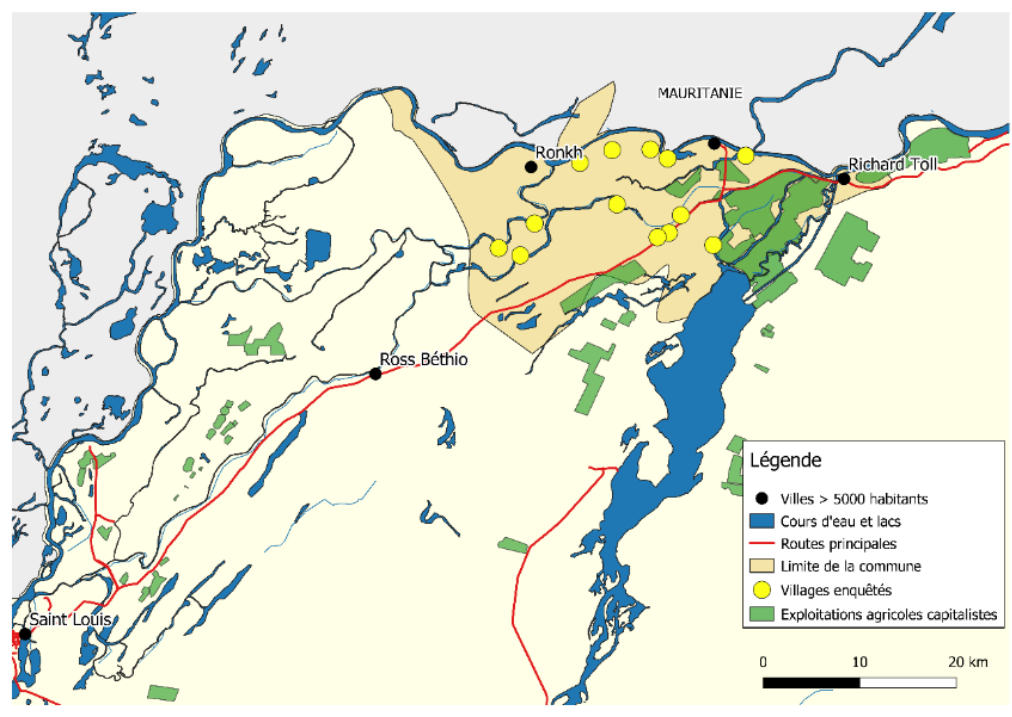 MAURITANIE
Ronkh
Richard Toll
Ross Béthio
Saint Louis
Légende
Villes > 5000 habitants
Cours d'eau et lacs
Routes principales
Limite de la commune
Villages enquêtés
Exploitations agricoles capitalistes
0 10 20 km